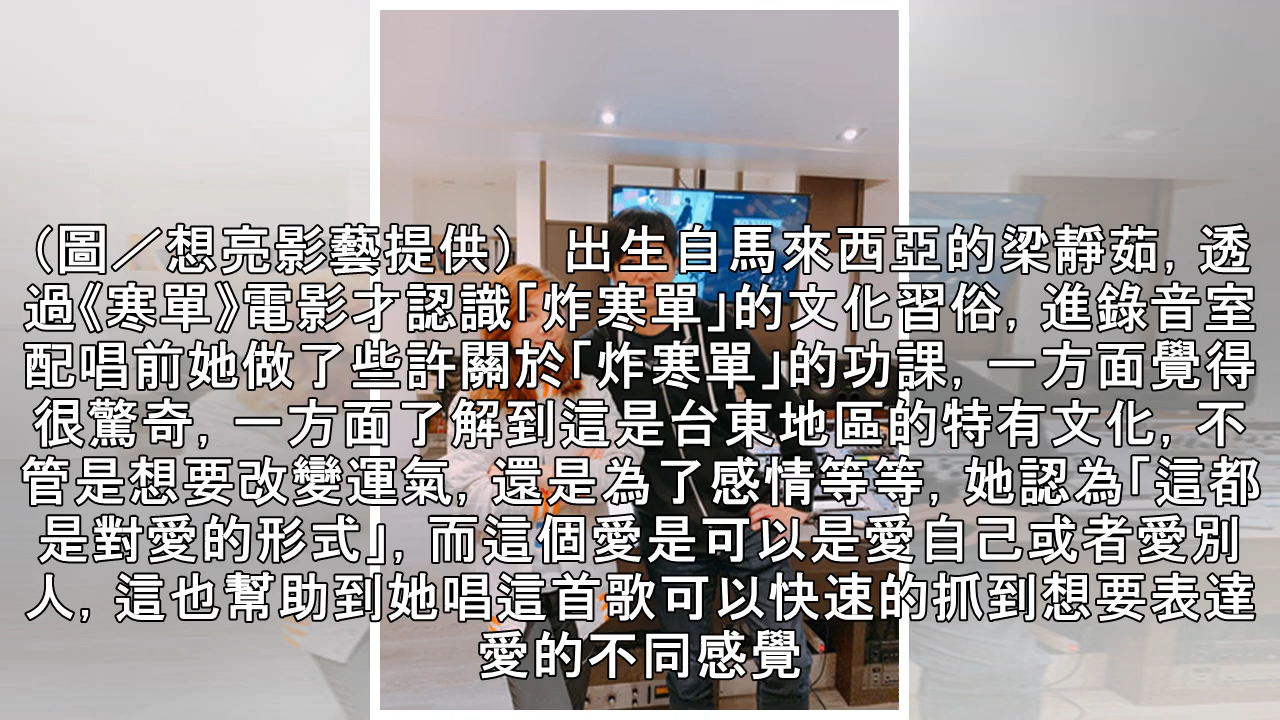 （圖／想亮影藝提供）　出生自馬來西亞的梁靜茹, 透
過《寒單》電影才認識「炸寒單」的文化習俗, 進錄音室
配唱前她做了些許關於「炸寒單」的功課, 一方面覺得
很驚奇, 一方面了解到這是台東地區的特有文化, 不
管是想要改變運氣, 還是為了感情等等, 她認為「這都
是對愛的形式」, 而這個愛是可以是愛自己或者愛別
人, 這也幫助到她唱這首歌可以快速的抓到想要表達
愛的不同感覺